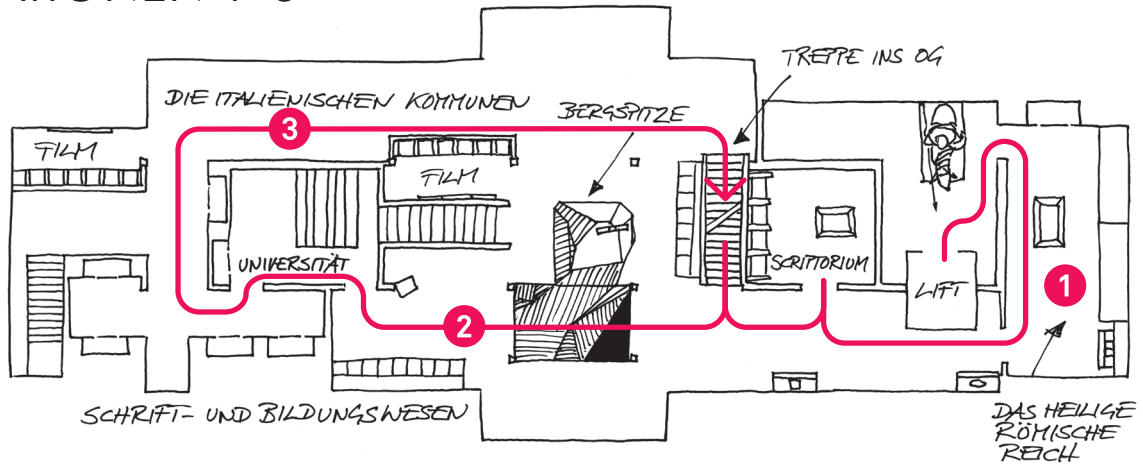 TREPPE INS OG
DIE ITALIENISCHEN KOMMUNEN
BERGSPITZE
3
FILM
FILM
UNIVERSITÄT
SCRIPTORIUM
LIFT
1
2
SCHRIFT- UND BILDUNGSWESEN
DAS HEILIGE
RÖMISCHE
REICH